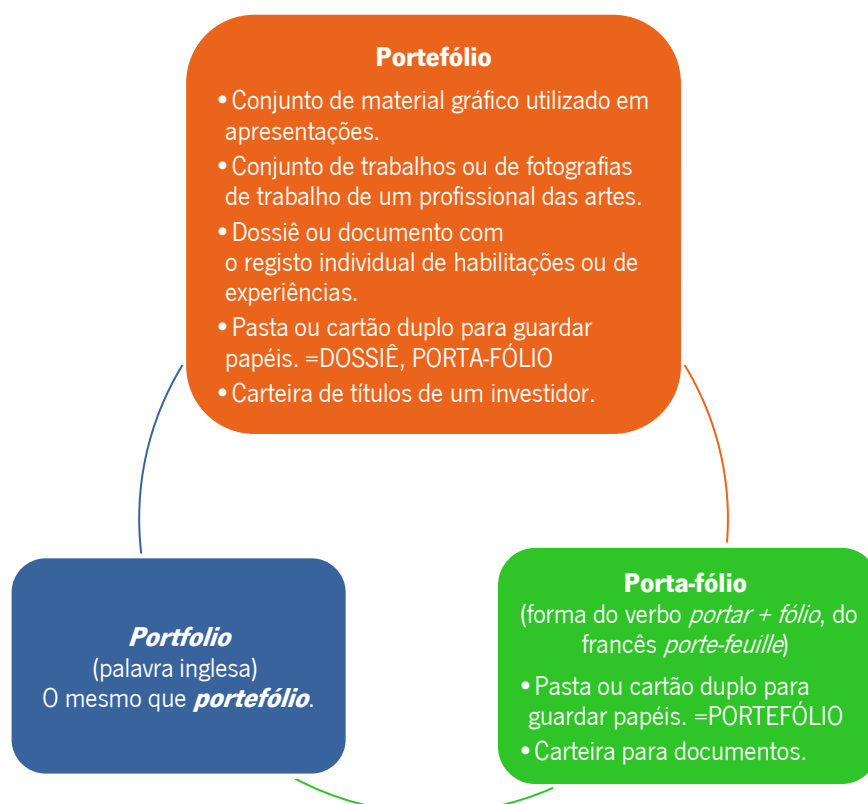 Portefólio
• Conjunto de material gráfico utilizado em
apresentações.
• Conjunto de trabalhos ou de fotografias
de trabalho de um profissional das artes.
• Dossiê ou documento com
o registo individual de habilitações ou de
experiências.
• Pasta ou cartão duplo para guardar
papéis. =DOSSIÊ, PORTA-FÓLIO
• Carteira de títulos de um investidor.
Portfolio
(palavra inglesa)
O mesmo que portefólio.
Porta-fólio
(forma do verbo portar + fólio, do
francês porte-feuille)
• Pasta ou cartão duplo para
guardar papéis. =PORTEFÓLIO
• Carteira para documentos.